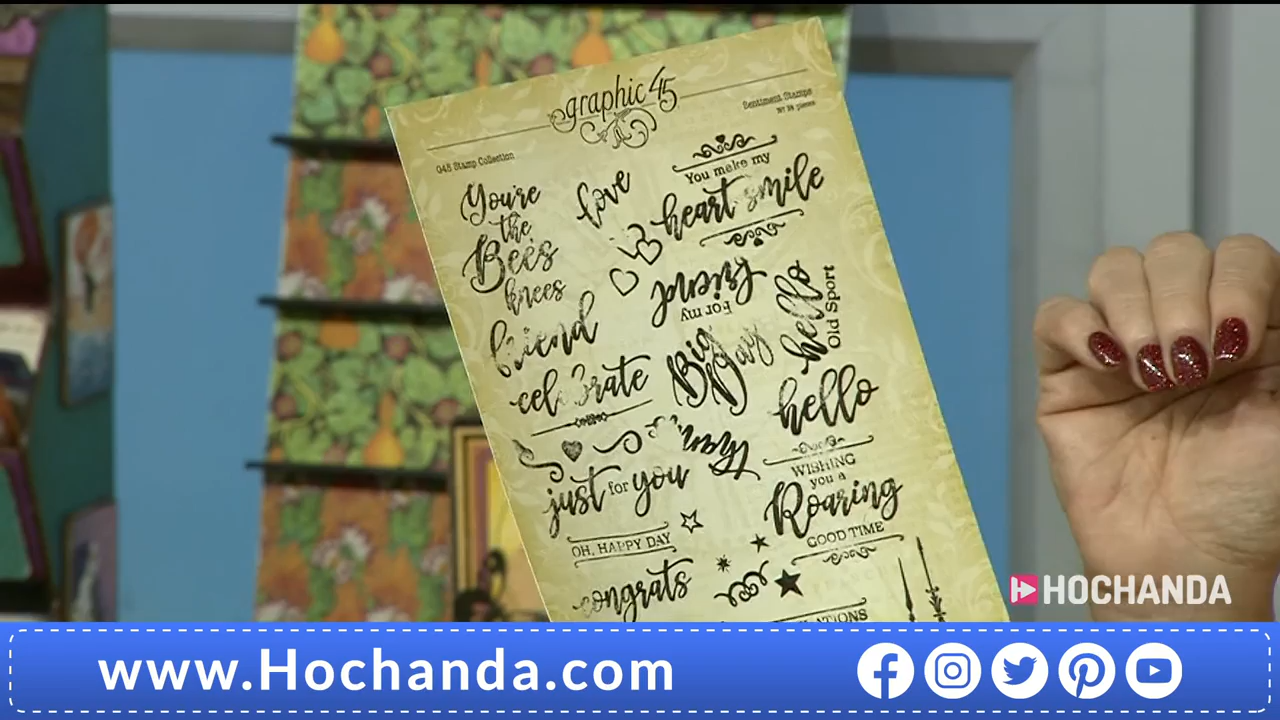 graphic 45
Sentiment Stamps
G45 Stamp Collection
You're
the
Bee's
knees
love
You make my
heart smile
friend
For my
friend
hello
Old Sport
Big
Day
celebrate
hello
thank
just for you
WISHING
you a
Roaring
GOOD TIME
OH, HAPPY DAY
congrats
HOCHANDA
www.Hochanda.com